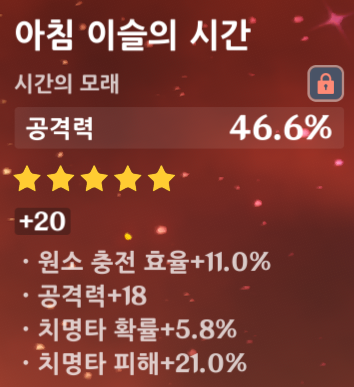 아침 이슬의 시간
시간의 모래
공격력 46.6%
+20
· 원소 충전 효율+11.0%
· 공격력+18
· 치명타 확률+5.8%
· 치명타 피해+21.0%